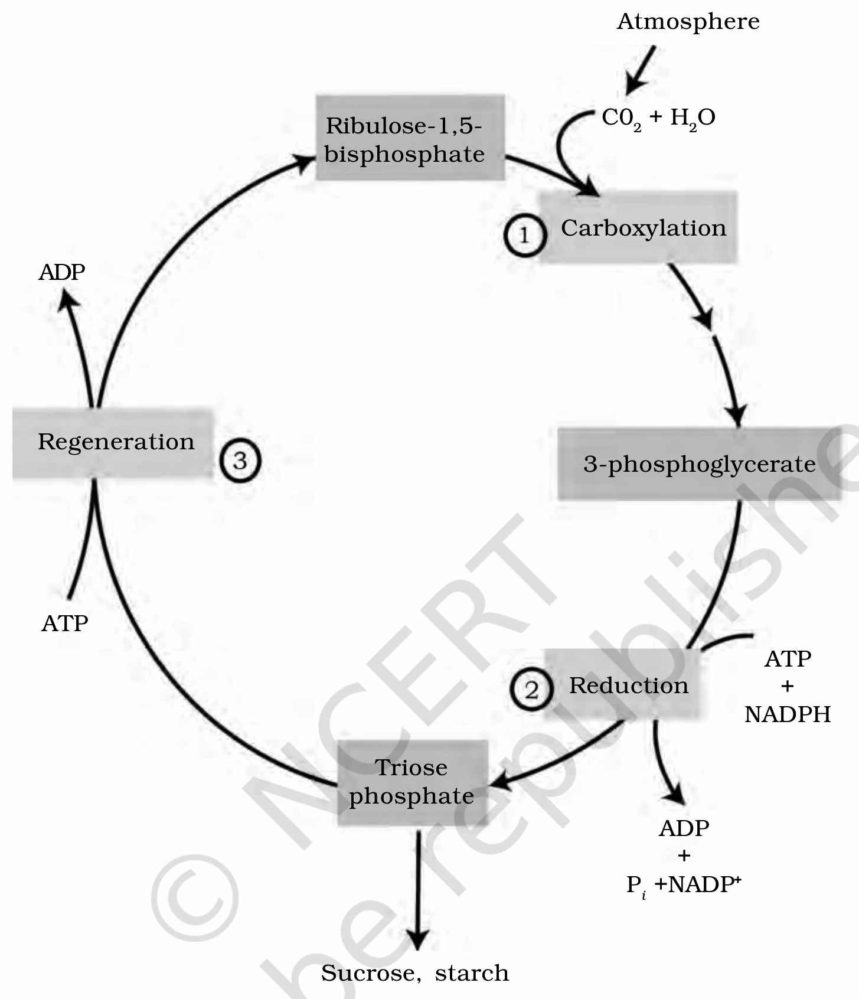 Atmosphere
C0₂ + H₂O
Ribulose-1,5-
bisphosphate
1
Carboxylation
ADP
Regeneration
3
3-phosphoglycerate
ATP
2
Reduction
ATP
+
NADPH
Triose
phosphate
ADP
+
Pᵢ +NADP⁺
Sucrose, starch
© NCERT
be republishe